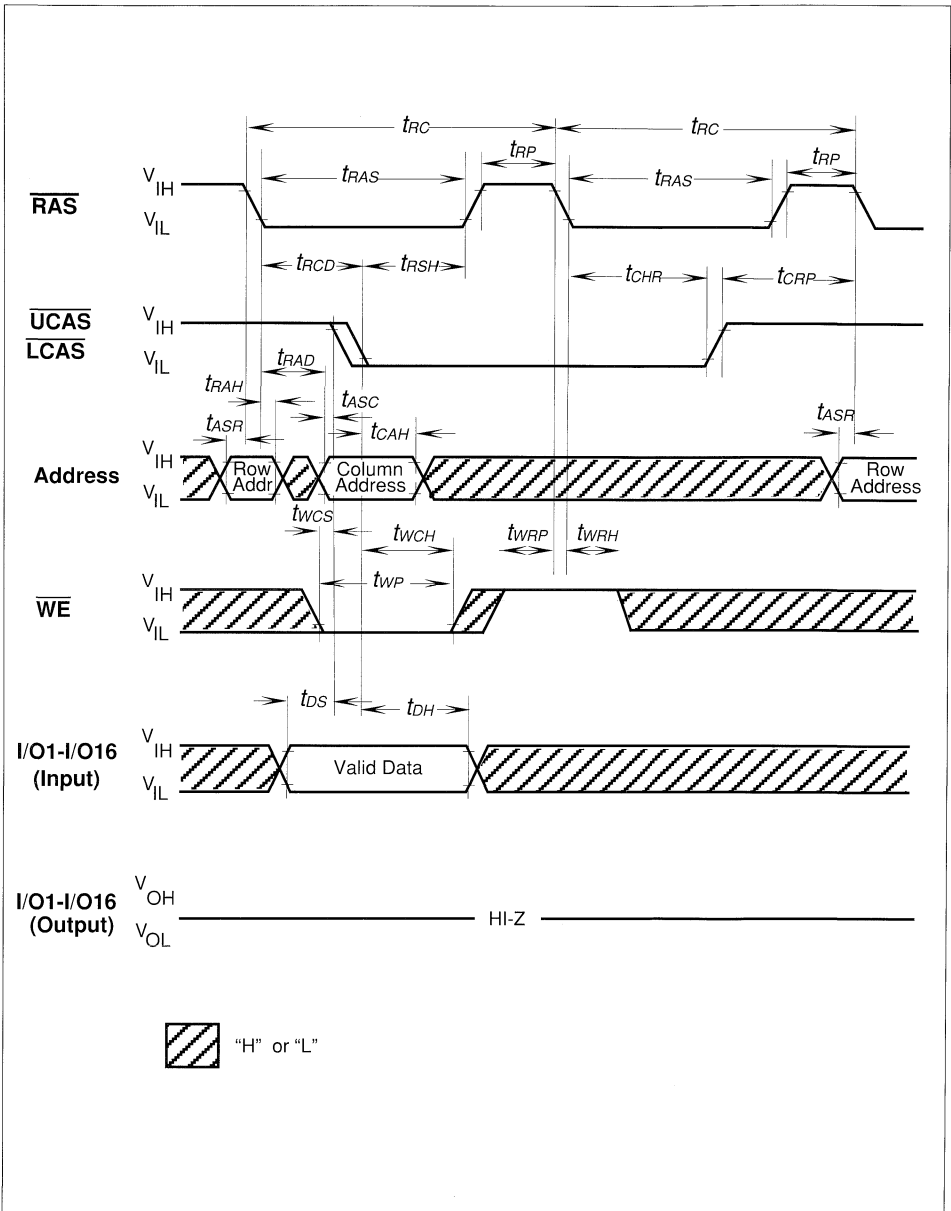 tRC tRC
tRP tRP
tRAS tRAS
RAS VIH
VIL
tRCD tRSH tCHR tCRP
UCAS VIH
LCAS VIL
tRAD
tRAH tASC
tASR tCAH tASR
Address VIH Row Addr Column Address Row Address
VIL
tWCS tWCH tWRP tWRH
tWP
WE VIH
VIL
tDS tDH
I/O1-I/O16 (Input) VIH
Valid Data
VIL
I/O1-I/O16 (Output) VOH
HI-Z
VOL
“H” or “L”